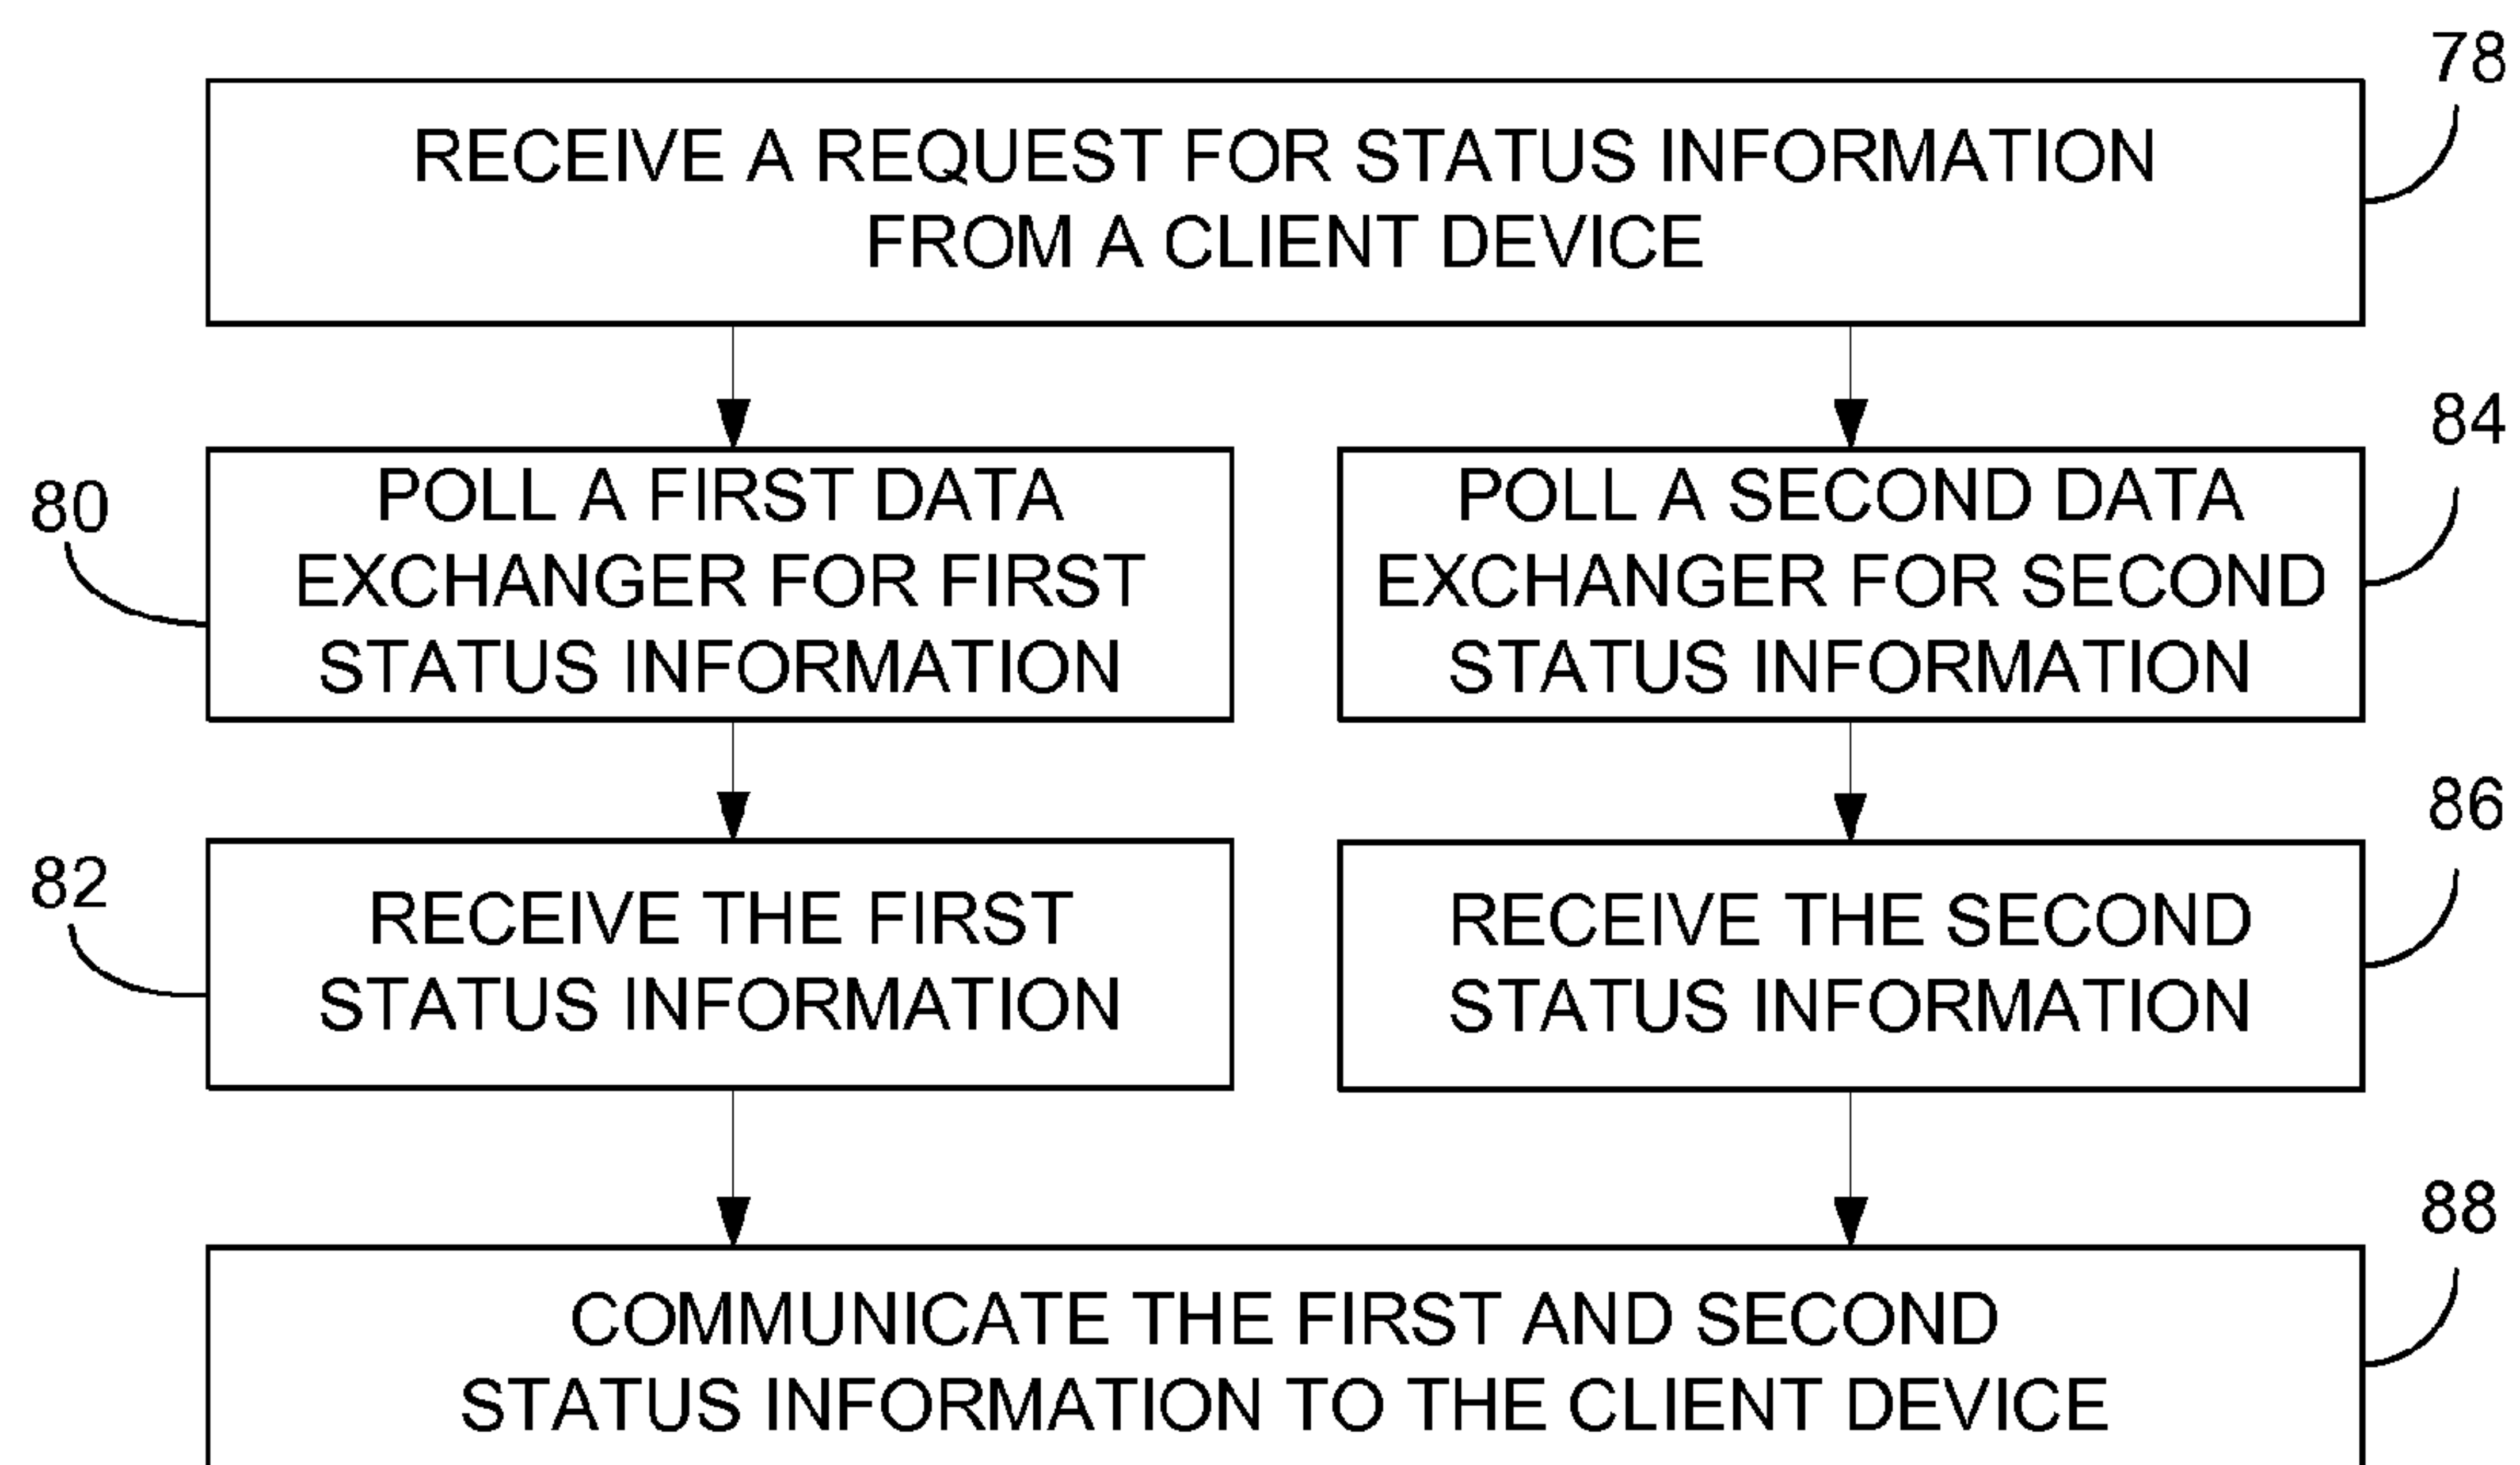 78
RECEIVE A REQUEST FOR STATUS INFORMATION
FROM A CLIENT DEVICE
80
POLL A FIRST DATA
EXCHANGER FOR FIRST
STATUS INFORMATION
84
POLL A SECOND DATA
EXCHANGER FOR SECOND
STATUS INFORMATION
82
RECEIVE THE FIRST
STATUS INFORMATION
86
RECEIVE THE SECOND
STATUS INFORMATION
88
COMMUNICATE THE FIRST AND SECOND
STATUS INFORMATION TO THE CLIENT DEVICE